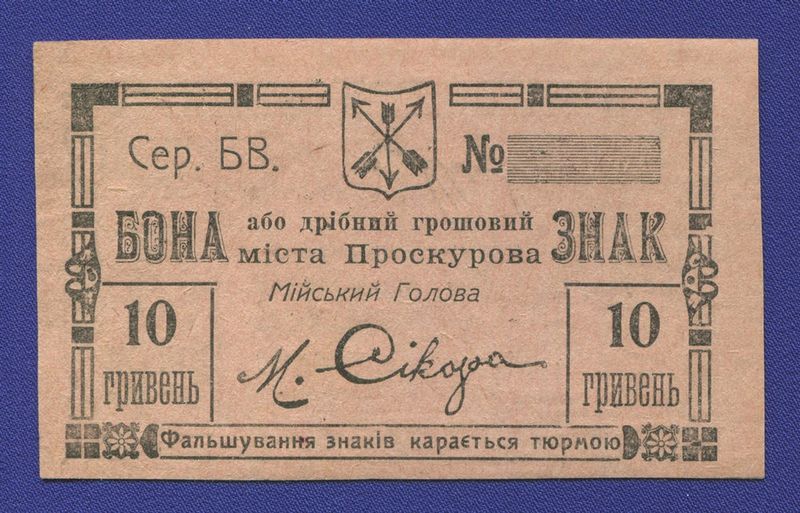 Сер. БВ. №
БОНА або дрібний грошовий ЗНАК
міста Проскурова
Мійський Голова
10 гривень
М. Сікора
10 гривень
Фальшування знаків карається тюрмою